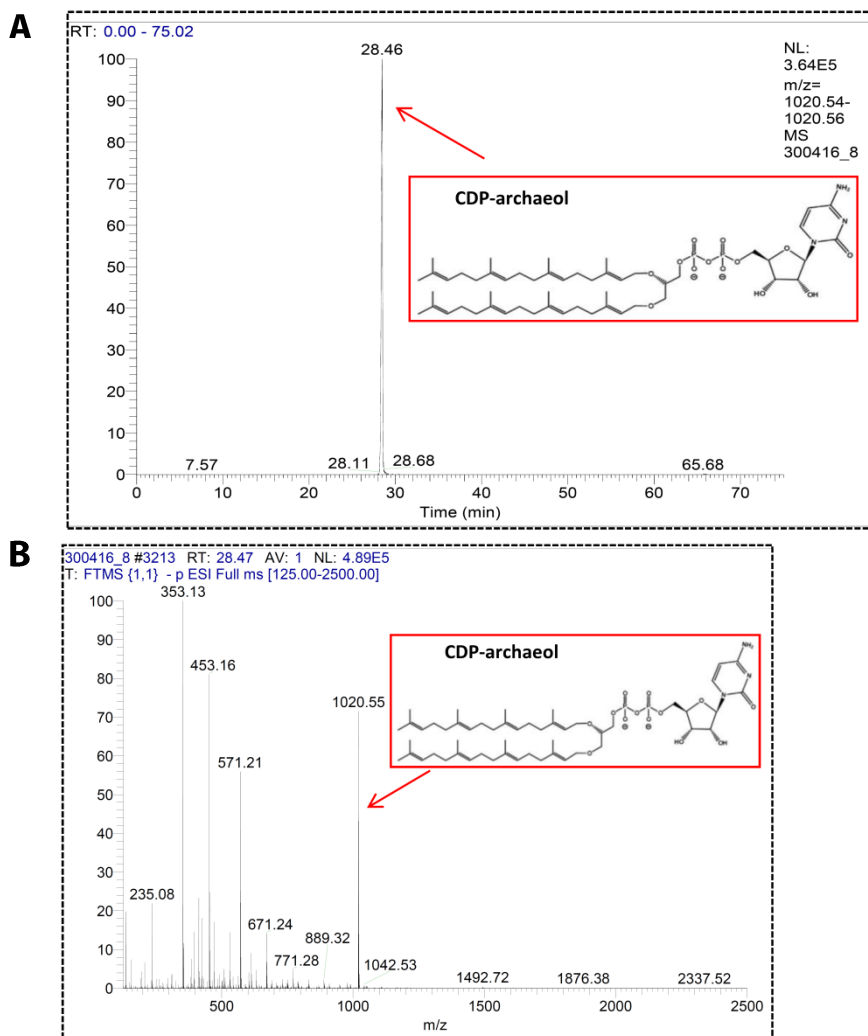 A
RT: 0.00 - 75.02
28.46
NL:
3.64E5
m/z=
1020.54-
1020.56
MS
300416_8
100
90
80
70
60
50
40
30
20
10
0
CDP-archaeol
NH₂
N
N
O
O
O
O
O
P
O
P
O
O
O
O
HO
OH
7.57
28.11
28.68
65.68
0
10
20
30
40
50
60
70
Time (min)
B
300416_8 #3213 RT: 28.47 AV: 1 NL: 4.89E5
T: FTMS {1,1} - p ESI Full ms [125.00-2500.00]
353.13
100
90
80
70
60
50
40
30
20
10
0
453.16
1020.55
571.21
235.08
671.24
889.32
771.28
1042.53
1492.72
1876.38
2337.52
CDP-archaeol
NH₂
N
N
O
O
O
O
O
P
O
P
O
O
O
O
HO
OH
500
1000
1500
2000
2500
m/z